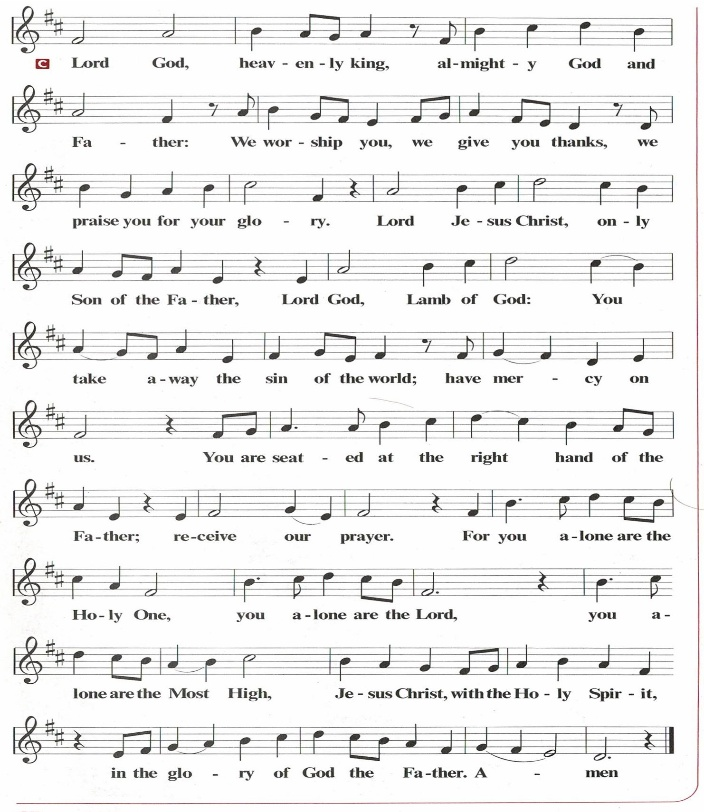 C Lord God, heav - en - ly king, al - might - y God and
Fa - ther: We wor - ship you, we give you thanks, we
praise you for your glo - ry. Lord Je - sus Christ, on - ly
Son of the Fa - ther, Lord God, Lamb of God: You
take a - way the sin of the world; have mer - cy on
us. You are seat - ed at the right hand of the
Fa - ther; re - ceive our prayer. For you a - lone are the
Ho - ly One, you a - lone are the Lord, you a -
lone are the Most High, Je - sus Christ, with the Ho - ly Spir - it,
in the glo - ry of God the Fa - ther. A - men